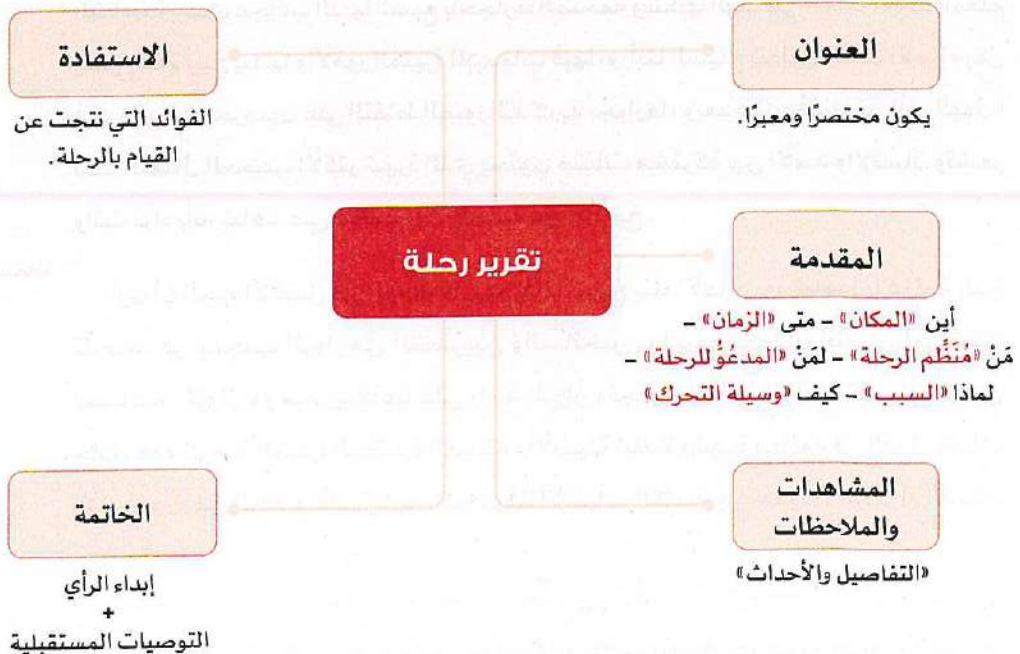 تقرير رحلة
العنوان
يكون مختصرًا ومعبرًا.
المقدمة
أين «المكان» – متى «الزمان» –
مَنْ «مُنَظِّم الرحلة» – لمَنْ «المدعُوُّ للرحلة» –
لماذا «السبب» – كيف «وسيلة التحرك»
المشاهدات
والملاحظات
«التفاصيل والأحداث»
الاستفادة
الفوائد التي نتجت عن
القيام بالرحلة.
الخاتمة
إبداء الرأي
+
التوصيات المستقبلية